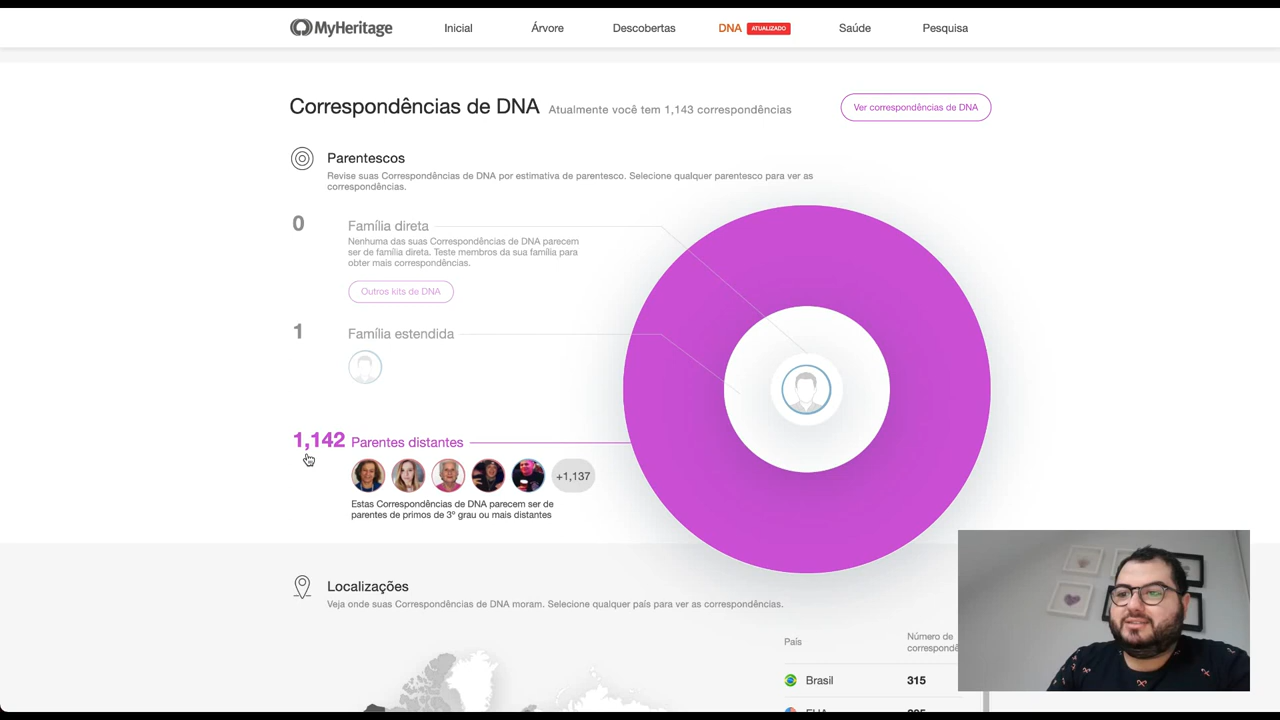 MyHeritage
Inicial
Árvore
Descobertas
DNA ATUALIZADO
Saúde
Pesquisa
Correspondências de DNA Atualmente você tem 1,143 correspondências
Ver correspondências de DNA
Parentescos
Revise suas Correspondências de DNA por estimativa de parentesco. Selecione qualquer parentesco para ver as
correspondências.
0 Família direta
Nenhuma das suas Correspondências de DNA parecem
ser de família direta. Teste membros da sua família para
obter mais correspondências.
Outros kits de DNA
1 Família estendida
1,142 Parentes distantes
+1,137
Estas Correspondências de DNA parecem ser de
parentes de primos de 3º grau ou mais distantes
Localizações
Veja onde suas Correspondências de DNA moram. Selecione qualquer país para ver as correspondências.
País
Número de
Brasil 315